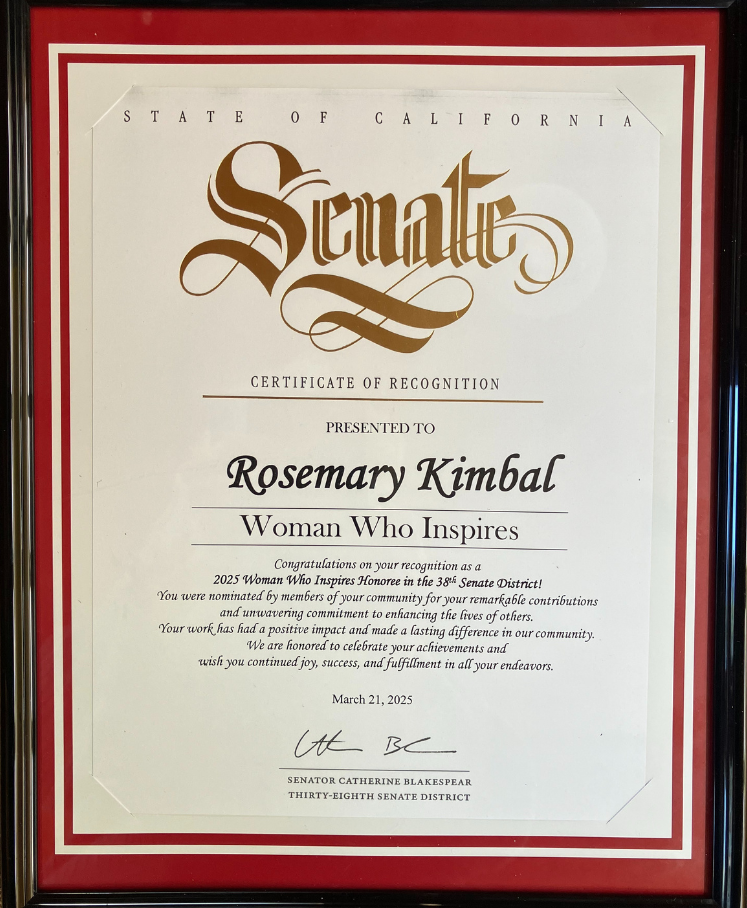 STATE OF CALIFORNIA
Senate
CERTIFICATE OF RECOGNITION
PRESENTED TO
Rosemary Kimbal
Woman Who Inspires
Congratulations on your recognition as a
2025 Woman Who Inspires Honoree in the 38th Senate District!
You were nominated by members of your community for your remarkable contributions
and unwavering commitment to enhancing the lives of others.
Your work has had a positive impact and made a lasting difference in our community.
We are honored to celebrate your achievements and
wish you continued joy, success, and fulfillment in all your endeavors.
March 21, 2025
SENATOR CATHERINE BLAKESPEAR
THIRTY-EIGHTH SENATE DISTRICT